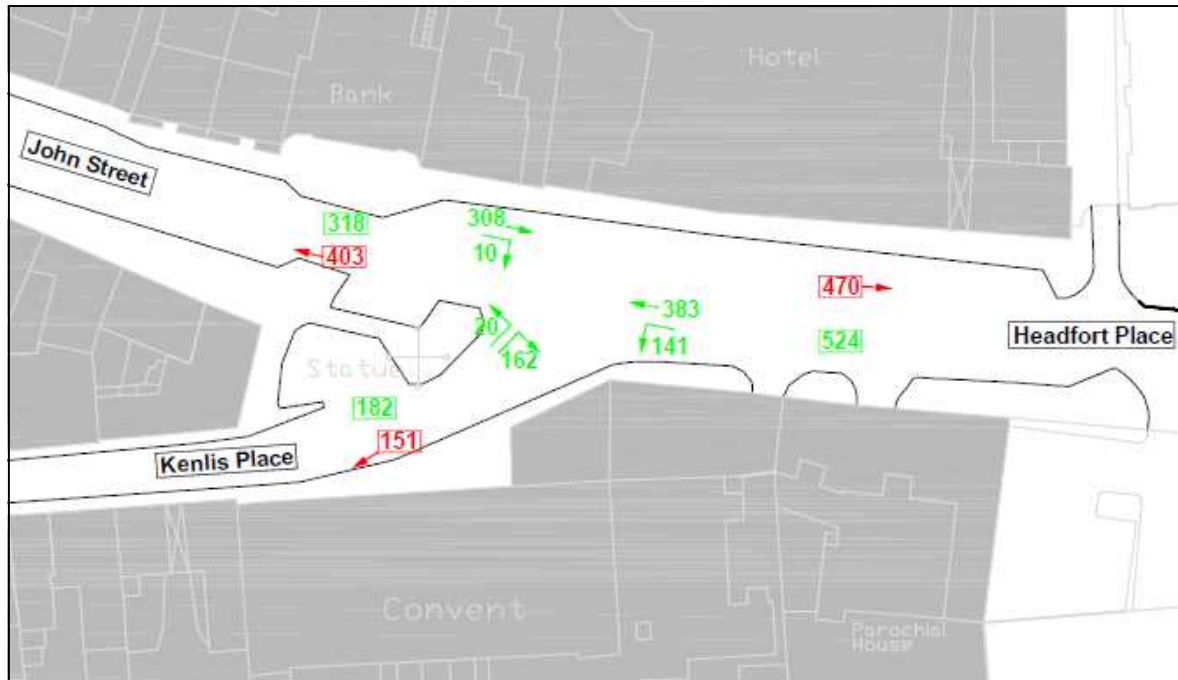 Hotel
Bank
John Street
318
308
403
10
470
383
20
141
524
Headfort Place
162
Statue
182
151
Kenlis Place
Convent
Parochial
House